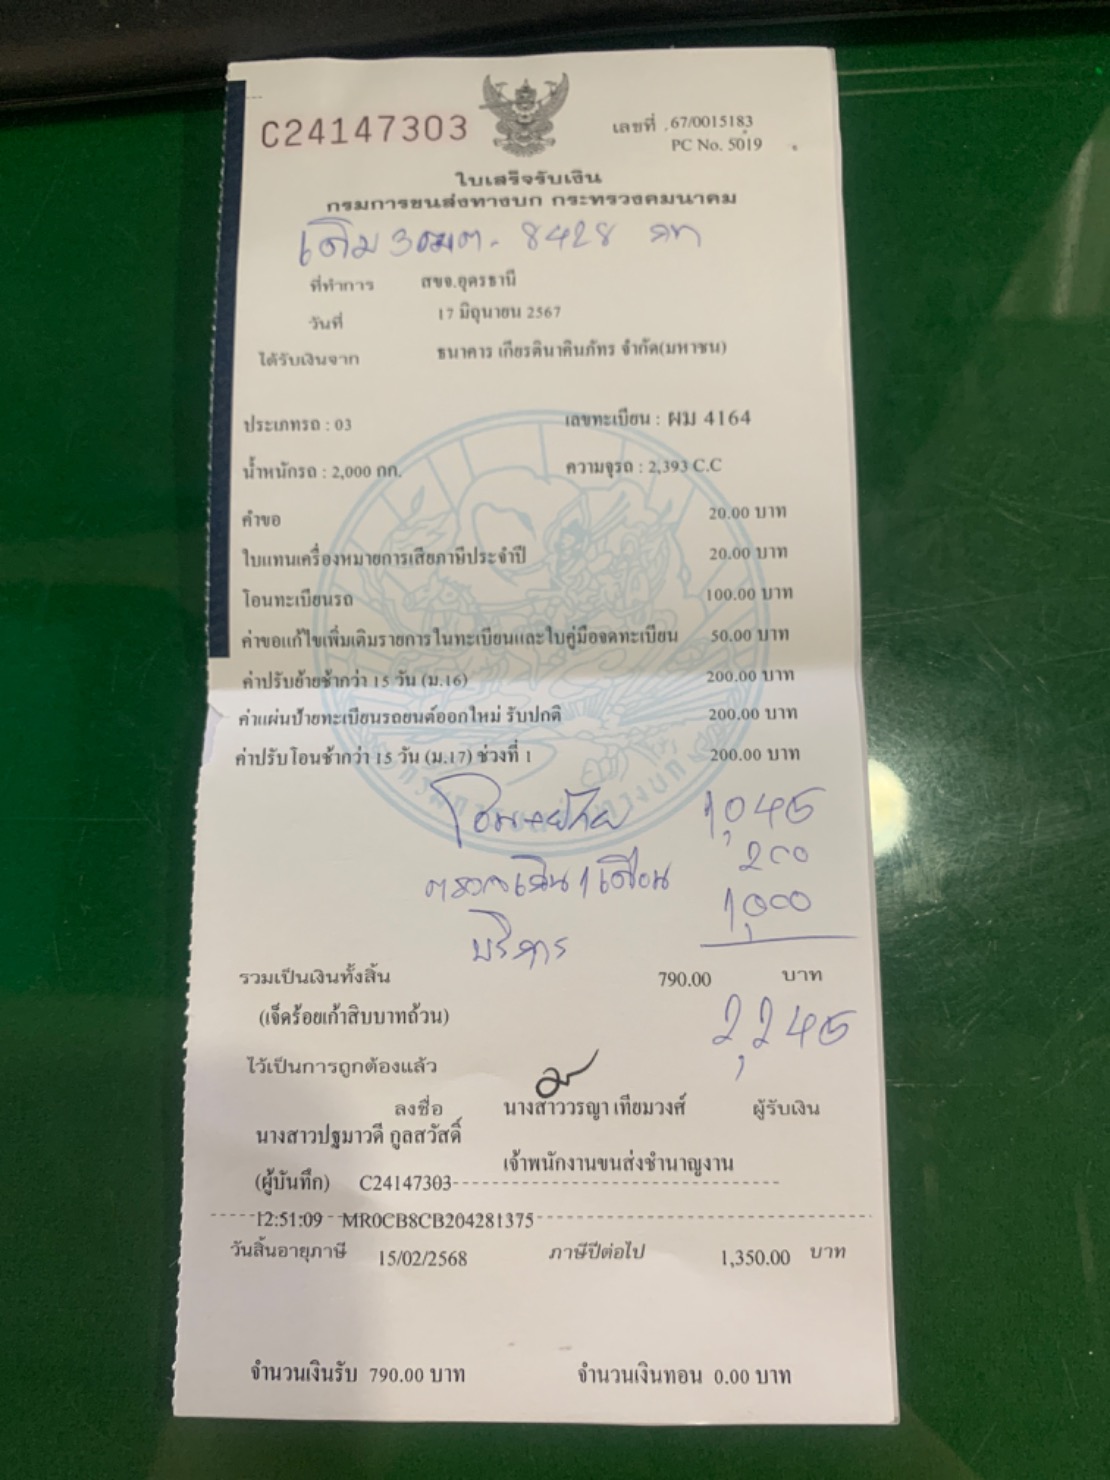 C24147303
เลขที่ 67/0015183
PC No. 5019
ใบเสร็จรับเงิน
กรมการขนส่งทางบก กระทรวงคมนาคม
เดิม 3 8428
ที่ทำการ สขจ.อุดรธานี
วันที่ 17 มิถุนายน 2567
ได้รับเงินจาก ธนาคาร เกียรตินาคินภัทร จำกัด(มหาชน)
ประเภทรถ : 03 เลขทะเบียน : ผม 4164
น้ำหนักรถ : 2,000 กก. ความจุรถ : 2,393 C.C
คำขอ 20.00 บาท
ใบแทนเครื่องหมายการเสียภาษีประจำปี 20.00 บาท
โอนทะเบียนรถ 100.00 บาท
ค่าขอแก้ไขเพิ่มเติมรายการในทะเบียนและใบคู่มือจดทะเบียน 50.00 บาท
ค่าปรับย้ายช้ากว่า 15 วัน (ม.16) 200.00 บาท
ค่าแผ่นป้ายทะเบียนรถยนต์ออกใหม่ รับปกติ 200.00 บาท
ค่าปรับโอนช้ากว่า 15 วัน (ม.17) ช่วงที่ 1 200.00 บาท
1,045
200
1,000
บริการ
รวมเป็นเงินทั้งสิ้น 790.00 บาท
(เจ็ดร้อยเก้าสิบบาทถ้วน)
2,245
ไว้เป็นการถูกต้องแล้ว
ลงชื่อ นางสาววรญา เทียมวงศ์ ผู้รับเงิน
นางสาวปฐมาวดี กูลสวัสดิ์
เจ้าพนักงานขนส่งชำนาญงาน
(ผู้บันทึก) C24147303
12:51:09 MR0CB8CB204281375
วันสิ้นอายุภาษี 15/02/2568 ภาษีปีต่อไป 1,350.00 บาท
จำนวนเงินรับ 790.00 บาท จำนวนเงินทอน 0.00 บาท